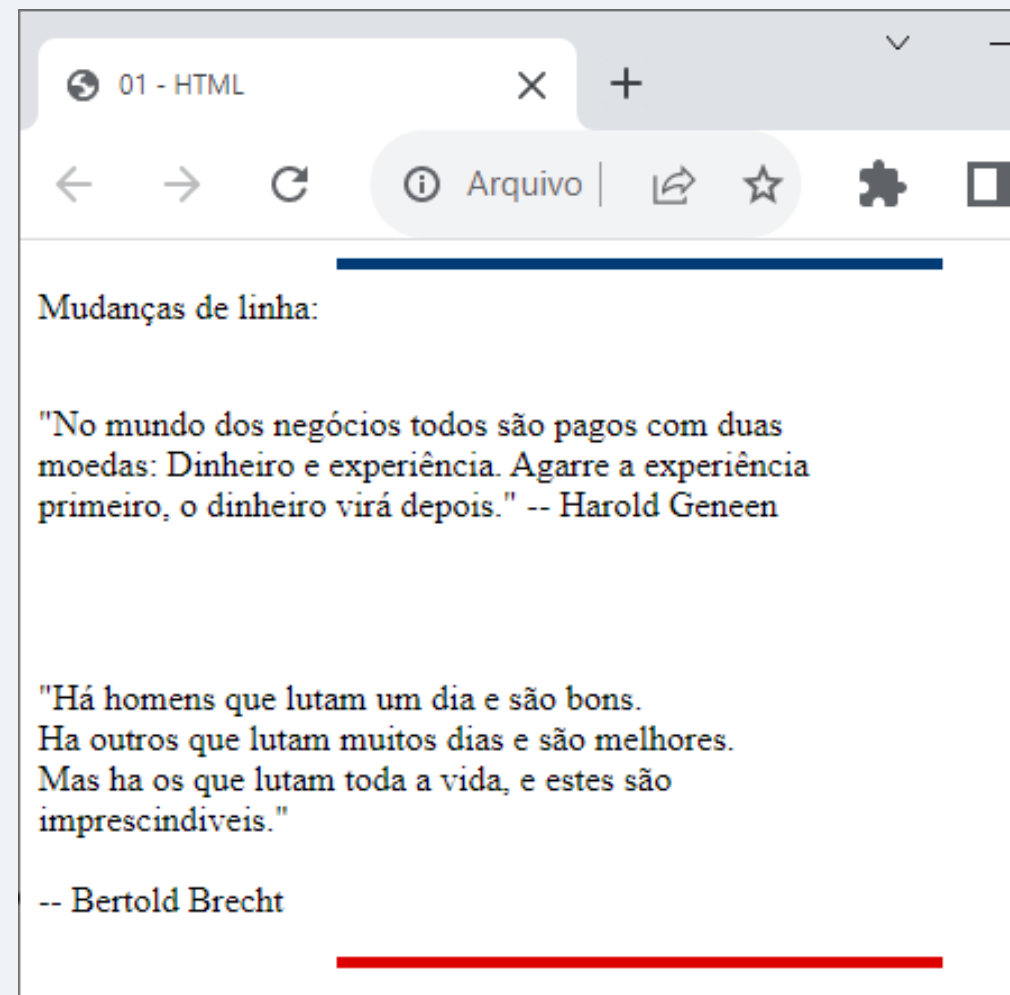 01 - HTML
Arquivo
Mudanças de linha:
"No mundo dos negócios todos são pagos com duas
moedas: Dinheiro e experiência. Agarre a experiência
primeiro, o dinheiro virá depois." -- Harold Geneen
"Há homens que lutam um dia e são bons.
Ha outros que lutam muitos dias e são melhores.
Mas ha os que lutam toda a vida, e estes são
imprescindiveis."
-- Bertold Brecht